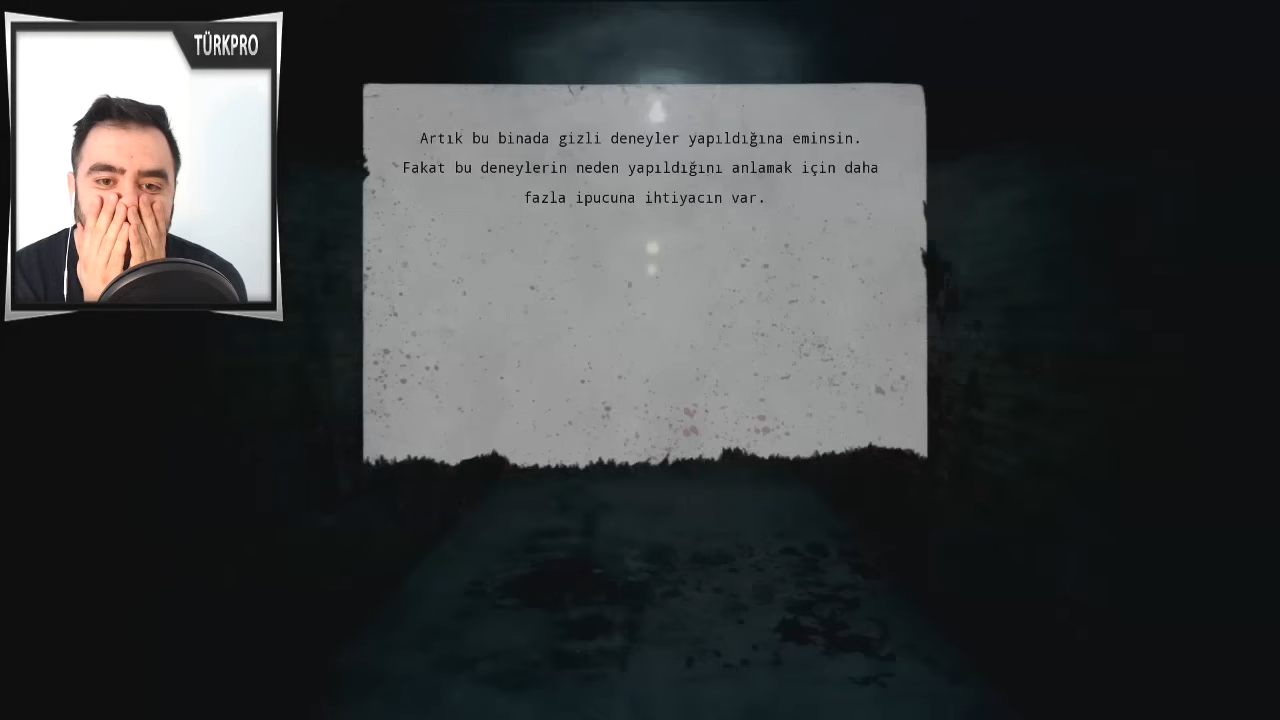 TÜRKPRO
Artık bu binada gizli deneyler yapıldığına eminsin.
Fakat bu deneylerin neden yapıldığını anlamak için daha
fazla ipucuna ihtiyacın var.